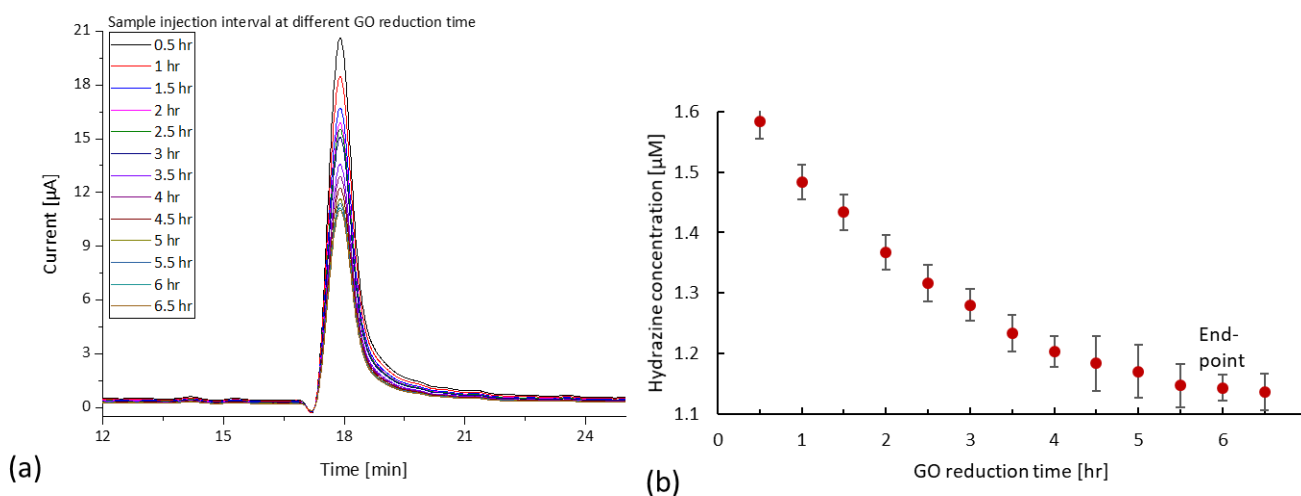 Sample injection interval at different GO reduction time
21
18
15
12
9
6
3
0
Current [µA]
0.5 hr
1 hr
1.5 hr
2 hr
2.5 hr
3 hr
3.5 hr
4 hr
4.5 hr
5 hr
5.5 hr
6 hr
6.5 hr
12
15
18
21
24
Time [min]
(a)
Hydrazine concentration [µM]
1.6
1.5
1.4
1.3
1.2
1.1
End-
point
0
1
2
3
4
5
6
GO reduction time [hr]
(b)